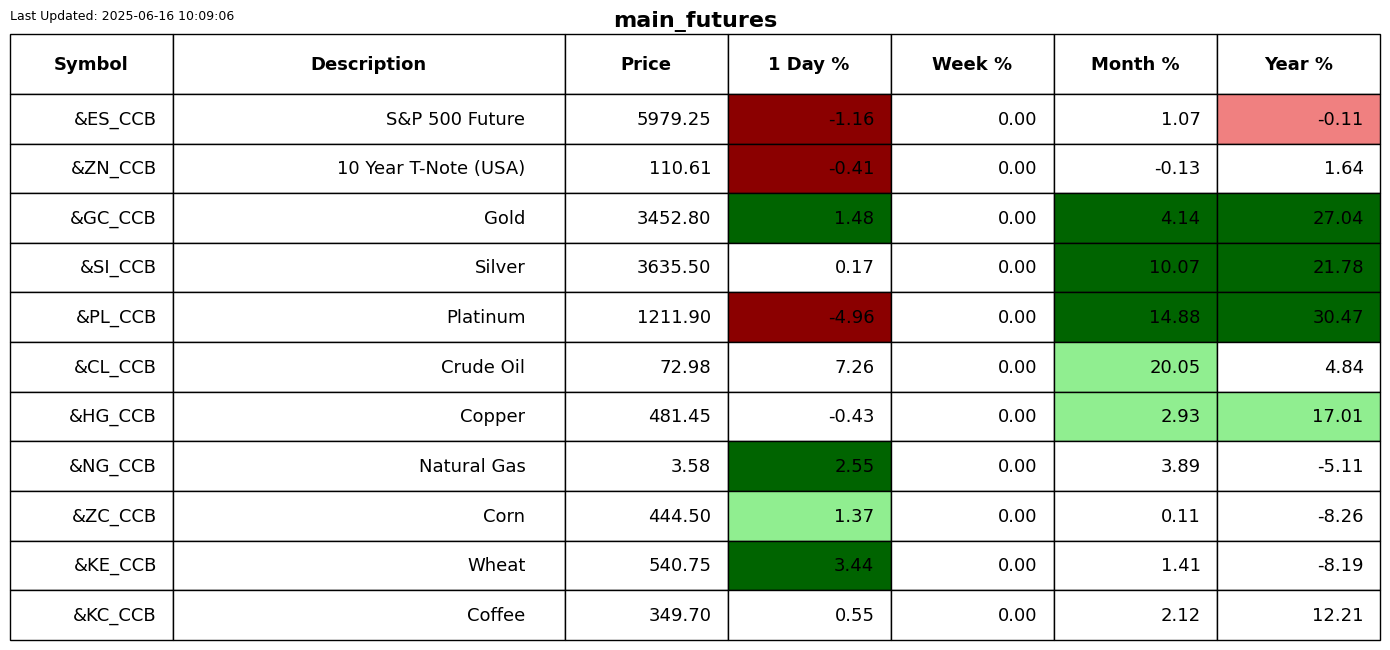 Last Updated: 2025-06-16 10:09:06
main_futures
Symbol Description Price 1 Day % Week % Month % Year %
&ES_CCB S&P 500 Future 5979.25 -1.16 0.00 1.07 -0.11
&ZN_CCB 10 Year T-Note (USA) 110.61 -0.41 0.00 -0.13 1.64
&GC_CCB Gold 3452.80 1.48 0.00 4.14 27.04
&SI_CCB Silver 3635.50 0.17 0.00 10.07 21.78
&PL_CCB Platinum 1211.90 -4.96 0.00 14.88 30.47
&CL_CCB Crude Oil 72.98 7.26 0.00 20.05 4.84
&HG_CCB Copper 481.45 -0.43 0.00 2.93 17.01
&NG_CCB Natural Gas 3.58 2.55 0.00 3.89 -5.11
&ZC_CCB Corn 444.50 1.37 0.00 0.11 -8.26
&KE_CCB Wheat 540.75 3.44 0.00 1.41 -8.19
&KC_CCB Coffee 349.70 0.55 0.00 2.12 12.21